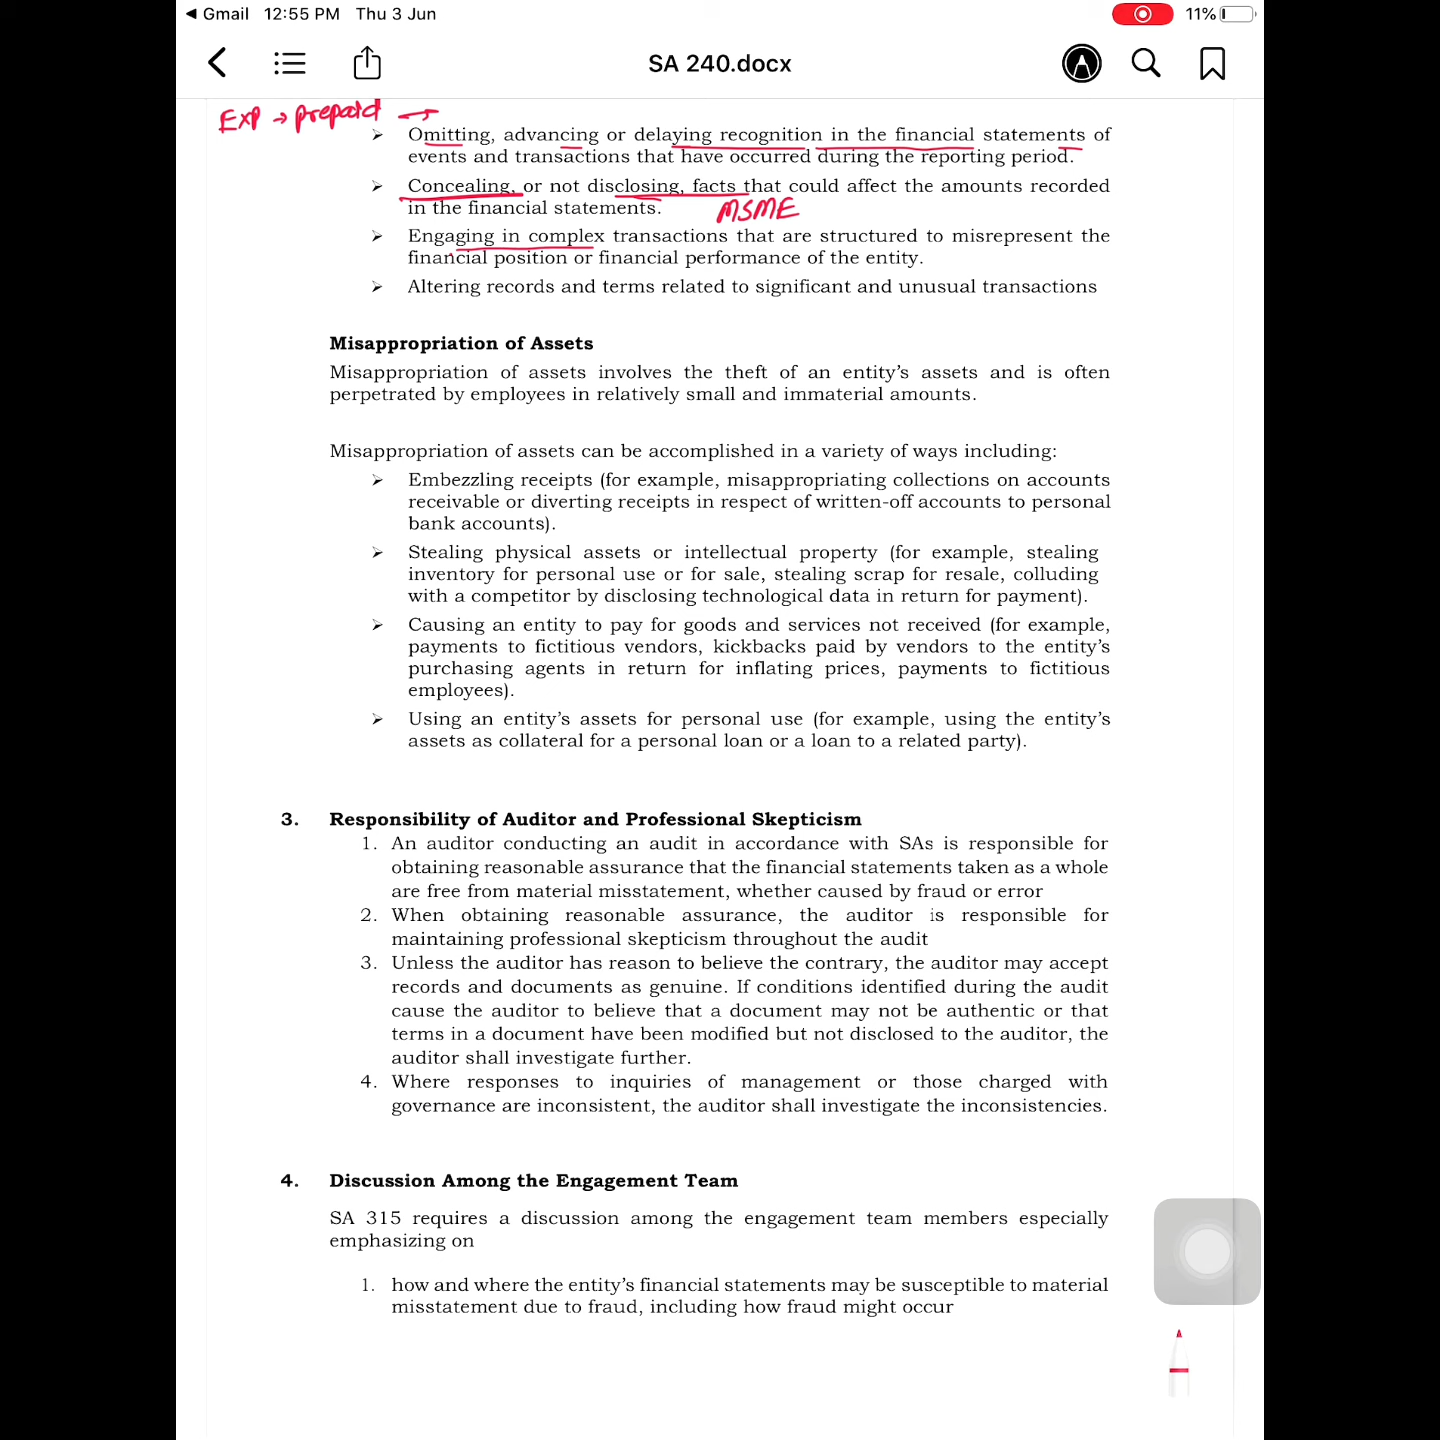 Gmail 12:55 PM Thu 3 Jun 11%
SA 240.docx
Exp → prepaid →
➢ Omitting, advancing or delaying recognition in the financial statements of
events and transactions that have occurred during the reporting period.
➢ Concealing, or not disclosing, facts that could affect the amounts recorded
in the financial statements. MSME
➢ Engaging in complex transactions that are structured to misrepresent the
financial position or financial performance of the entity.
➢ Altering records and terms related to significant and unusual transactions
Misappropriation of Assets
Misappropriation of assets involves the theft of an entity’s assets and is often
perpetrated by employees in relatively small and immaterial amounts.
Misappropriation of assets can be accomplished in a variety of ways including:
➢ Embezzling receipts (for example, misappropriating collections on accounts
receivable or diverting receipts in respect of written-off accounts to personal
bank accounts).
➢ Stealing physical assets or intellectual property (for example, stealing
inventory for personal use or for sale, stealing scrap for resale, colluding
with a competitor by disclosing technological data in return for payment).
➢ Causing an entity to pay for goods and services not received (for example,
payments to fictitious vendors, kickbacks paid by vendors to the entity’s
purchasing agents in return for inflating prices, payments to fictitious
employees).
➢ Using an entity’s assets for personal use (for example, using the entity’s
assets as collateral for a personal loan or a loan to a related party).
3. Responsibility of Auditor and Professional Skepticism
1. An auditor conducting an audit in accordance with SAs is responsible for
obtaining reasonable assurance that the financial statements taken as a whole
are free from material misstatement, whether caused by fraud or error
2. When obtaining reasonable assurance, the auditor is responsible for
maintaining professional skepticism throughout the audit
3. Unless the auditor has reason to believe the contrary, the auditor may accept
records and documents as genuine. If conditions identified during the audit
cause the auditor to believe that a document may not be authentic or that
terms in a document have been modified but not disclosed to the auditor, the
auditor shall investigate further.
4. Where responses to inquiries of management or those charged with
governance are inconsistent, the auditor shall investigate the inconsistencies.
4. Discussion Among the Engagement Team
SA 315 requires a discussion among the engagement team members especially
emphasizing on
1. how and where the entity’s financial statements may be susceptible to material
misstatement due to fraud, including how fraud might occur